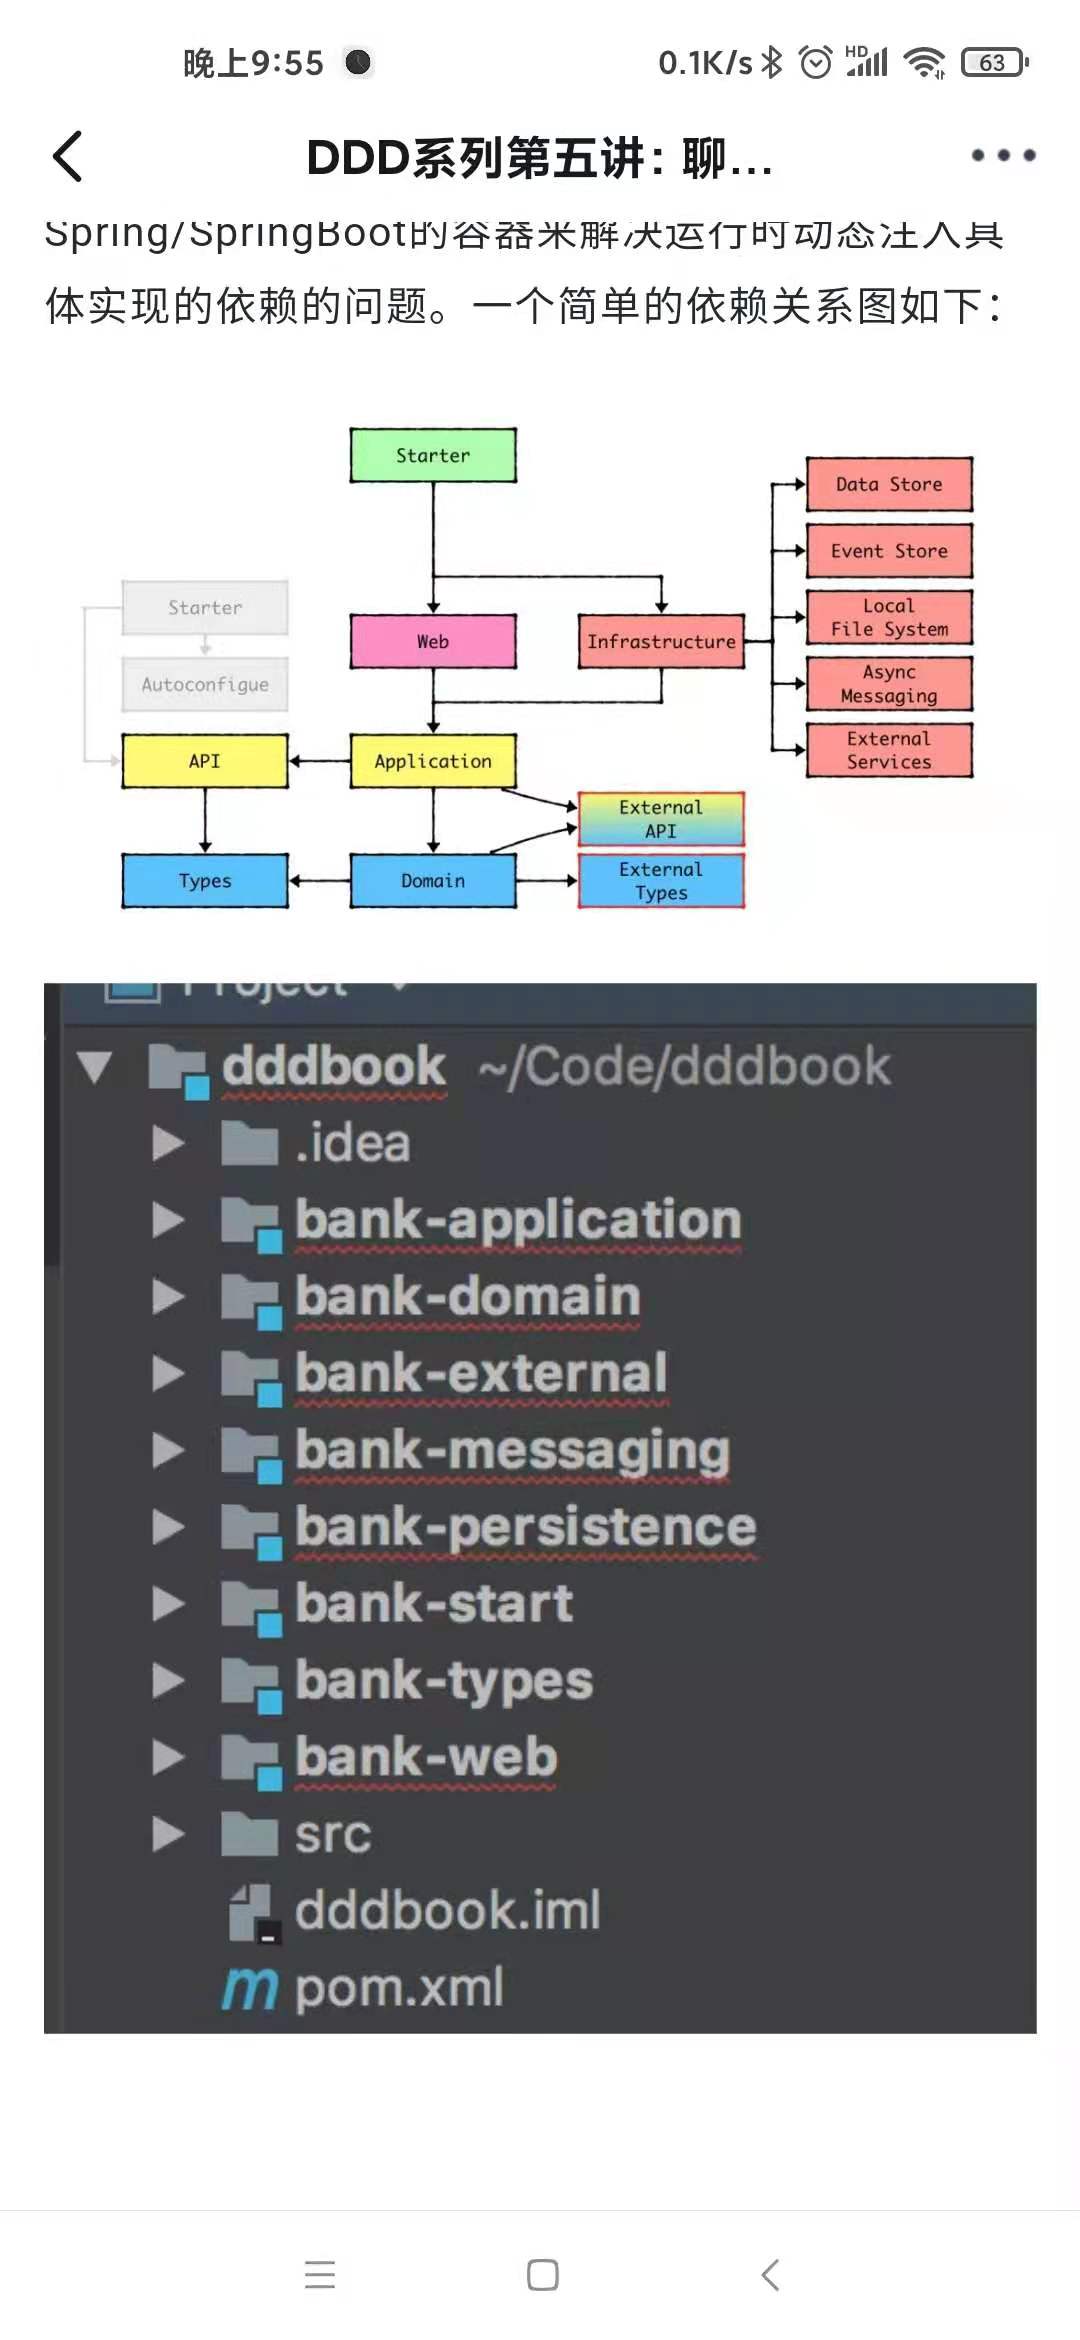 晚上9:55
0.1K/s
HD
63
DDD系列第五讲：聊...
Spring/SpringBoot的容器来解决运行时动态注入具
体实现的依赖的问题。一个简单的依赖关系图如下：
Starter
Data Store
Event Store
Starter
Local
File System
Web
Infrastructure
Autoconfigue
Async
Messaging
API
Application
External
Services
External
API
Types
Domain
External
Types
Project
dddbook ~/Code/dddbook
.idea
bank-application
bank-domain
bank-external
bank-messaging
bank-persistence
bank-start
bank-types
bank-web
src
dddbook.iml
m pom.xml